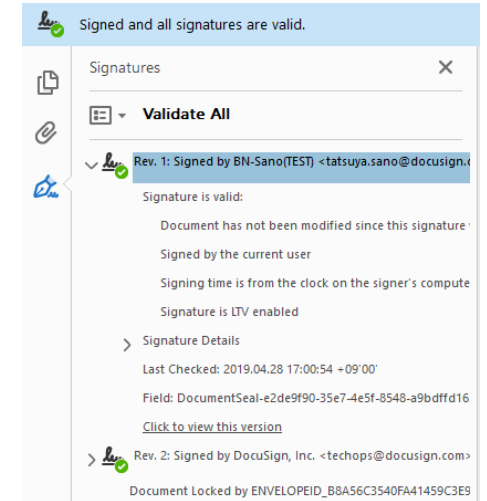 Signed and all signatures are valid.
Signatures
Validate All
Rev. 1: Signed by BN-Sano(TEST) <tatsuya.sano@docusign.c
Signature is valid:
Document has not been modified since this signature
Signed by the current user
Signing time is from the clock on the signer's compute
Signature is LTV enabled
Signature Details
Last Checked: 2019.04.28 17:00:54 +09'00'
Field: DocumentSeal-e2de9f90-35e7-4e5f-8548-a9bdffd16
Click to view this version
Rev. 2: Signed by DocuSign, Inc. <techops@docusign.com>
Document Locked by ENVELOPEID_B8A56C3540FA41459C3E9